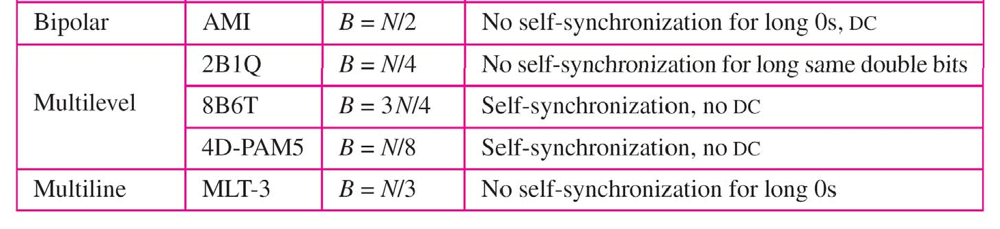 Bipolar AMI B = N/2 No self-synchronization for long 0s, DC
2B1Q B = N/4 No self-synchronization for long same double bits
Multilevel 8B6T B = 3N/4 Self-synchronization, no DC
4D-PAM5 B = N/8 Self-synchronization, no DC
Multiline MLT-3 B = N/3 No self-synchronization for long 0s